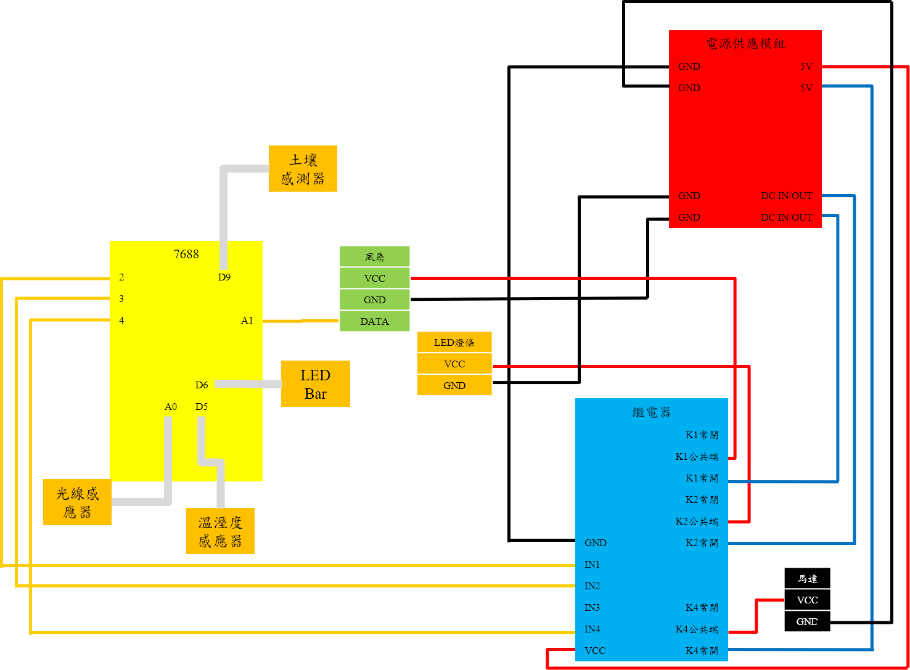 電源供應模組
GND
5V
GND
5V
GND
DC IN/OUT
GND
DC IN/OUT
土壤
感測器
7688
D9
2
3
4
A1
D6
A0
D5
風扇
VCC
GND
DATA
LED燈條
VCC
GND
LED
Bar
光線感
應器
溫溼度
感應器
繼電器
K1常閉
K1公共端
K1常開
K2常閉
K2公共端
GND
K2常開
IN1
IN2
IN3
K4常閉
IN4
K4公共端
VCC
K4常開
馬達
VCC
GND